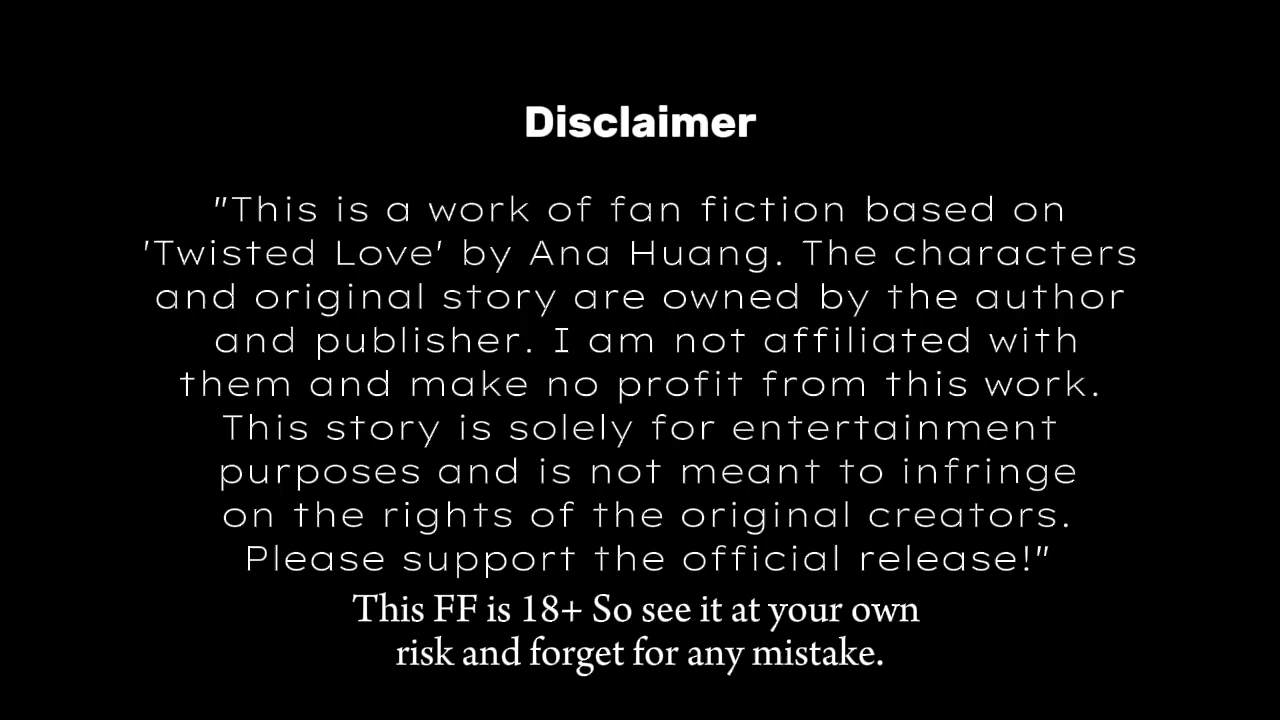 Disclaimer
"This is a work of fan fiction based on
'Twisted Love' by Ana Huang. The characters
and original story are owned by the author
and publisher. I am not affiliated with
them and make no profit from this work.
This story is solely for entertainment
purposes and is not meant to infringe
on the rights of the original creators.
Please support the official release!"
This FF is 18+ So see it at your own
risk and forget for any mistake.